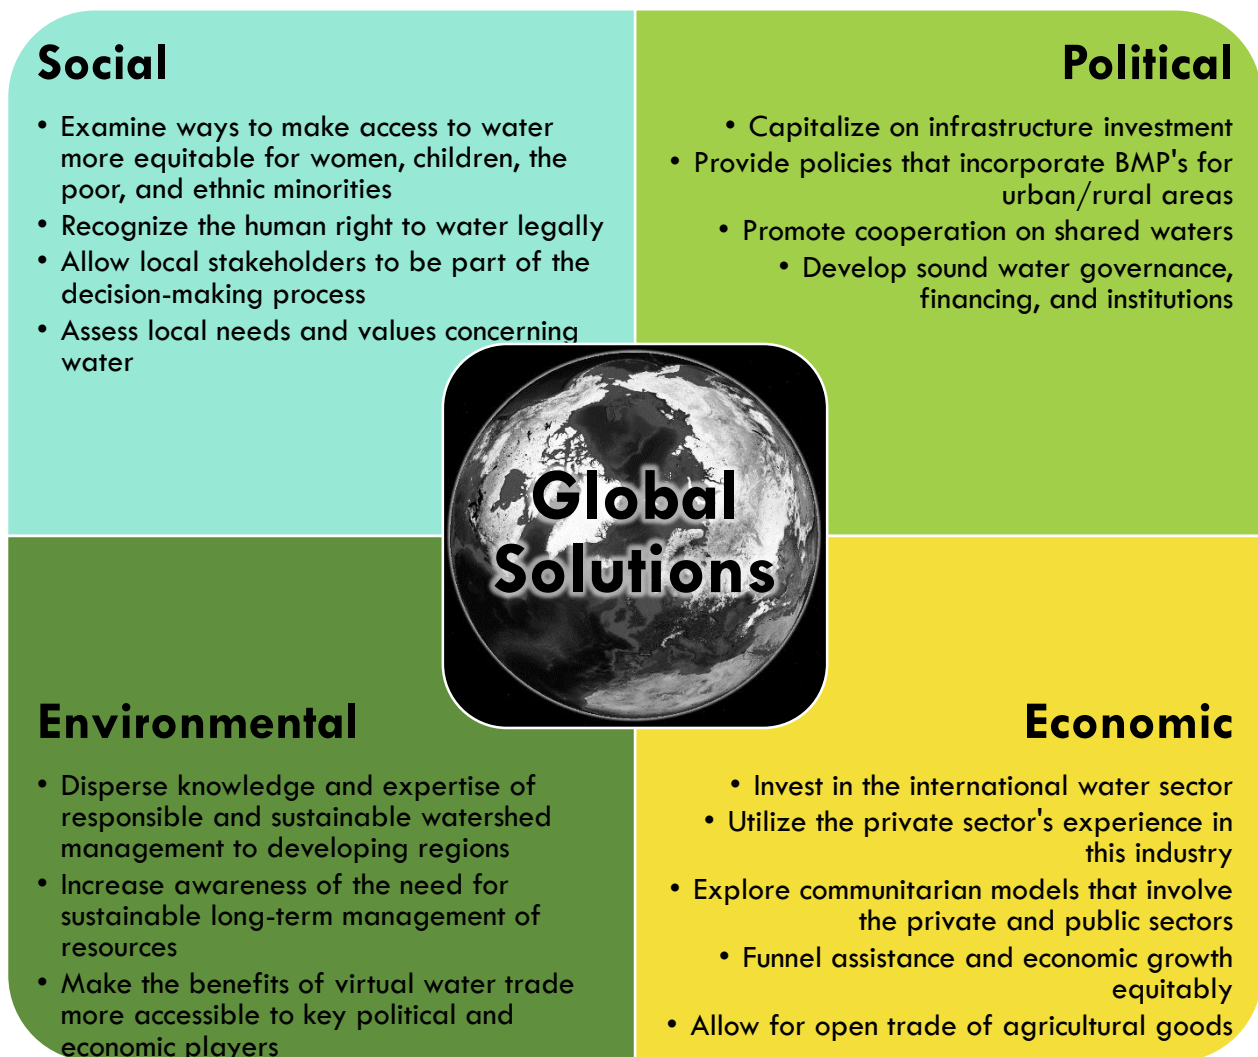 Social
• Examine ways to make access to water
more equitable for women, children, the
poor, and ethnic minorities
• Recognize the human right to water legally
• Allow local stakeholders to be part of the
decision-making process
• Assess local needs and values concerning
water
Political
• Capitalize on infrastructure investment
• Provide policies that incorporate BMP's for
urban/rural areas
• Promote cooperation on shared waters
• Develop sound water governance,
financing, and institutions
Global
Solutions
Environmental
• Disperse knowledge and expertise of
responsible and sustainable watershed
management to developing regions
• Increase awareness of the need for
sustainable long-term management of
resources
• Make the benefits of virtual water trade
more accessible to key political and
economic players
Economic
• Invest in the international water sector
• Utilize the private sector's experience in
this industry
• Explore communitarian models that involve
the private and public sectors
• Funnel assistance and economic growth
equitably
• Allow for open trade of agricultural goods